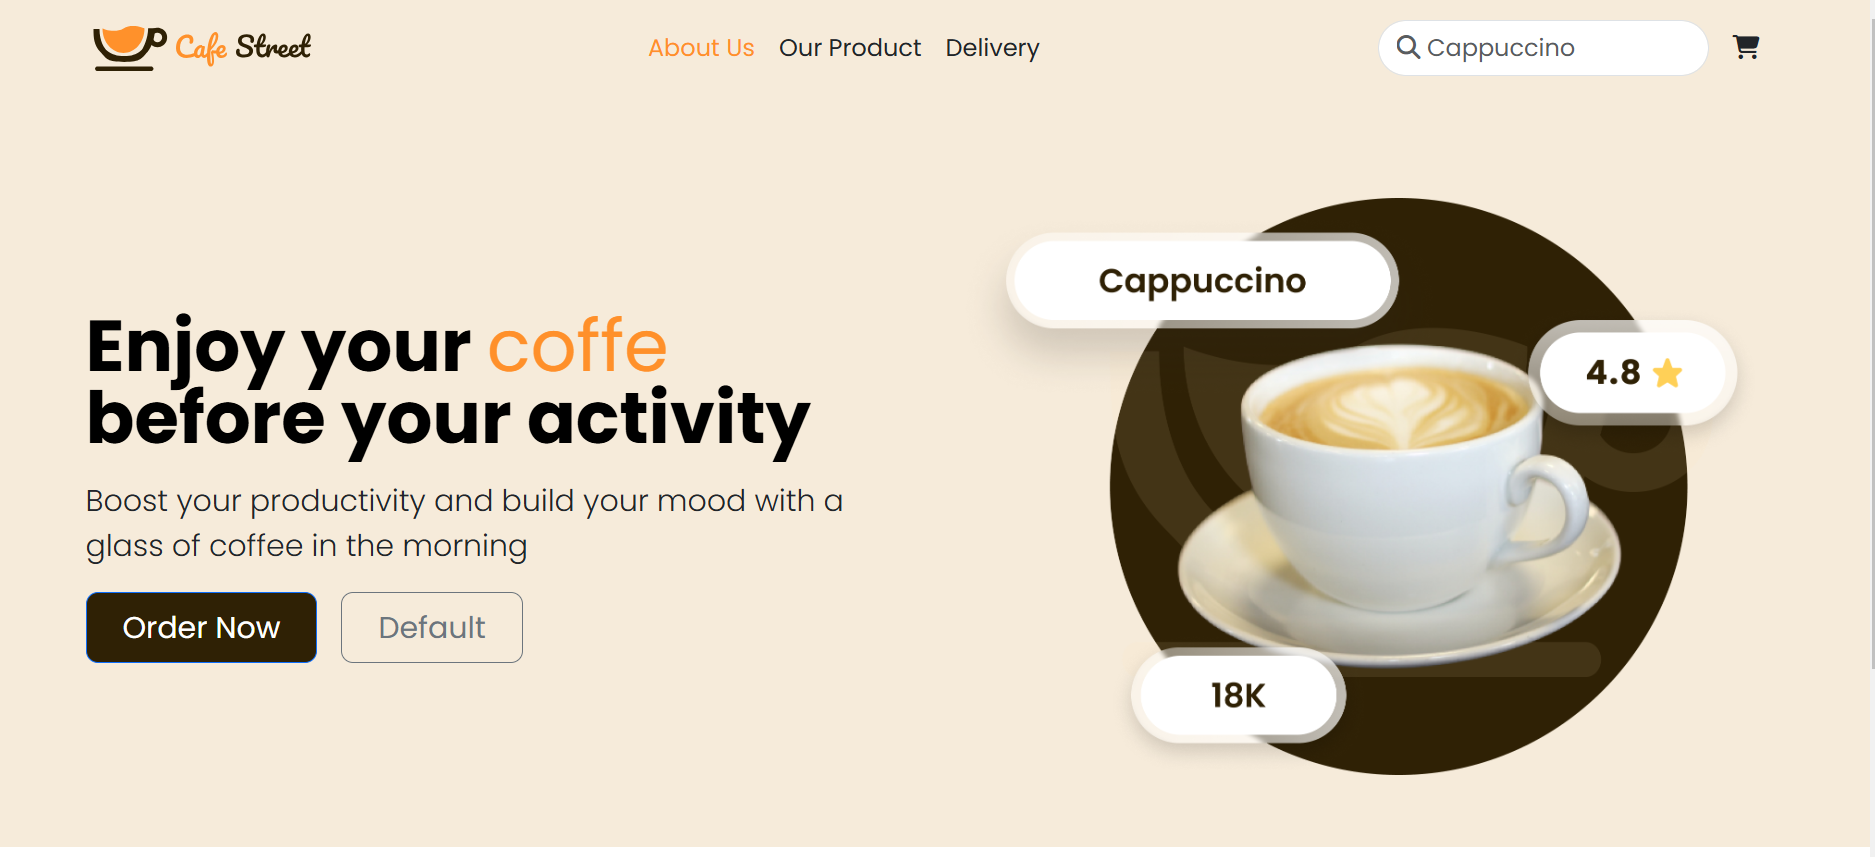 Cafe Street
About Us Our Product Delivery
Cappuccino
Enjoy your coffe
before your activity
Boost your productivity and build your mood with a
glass of coffee in the morning
Order Now Default
Cappuccino
4.8
18K